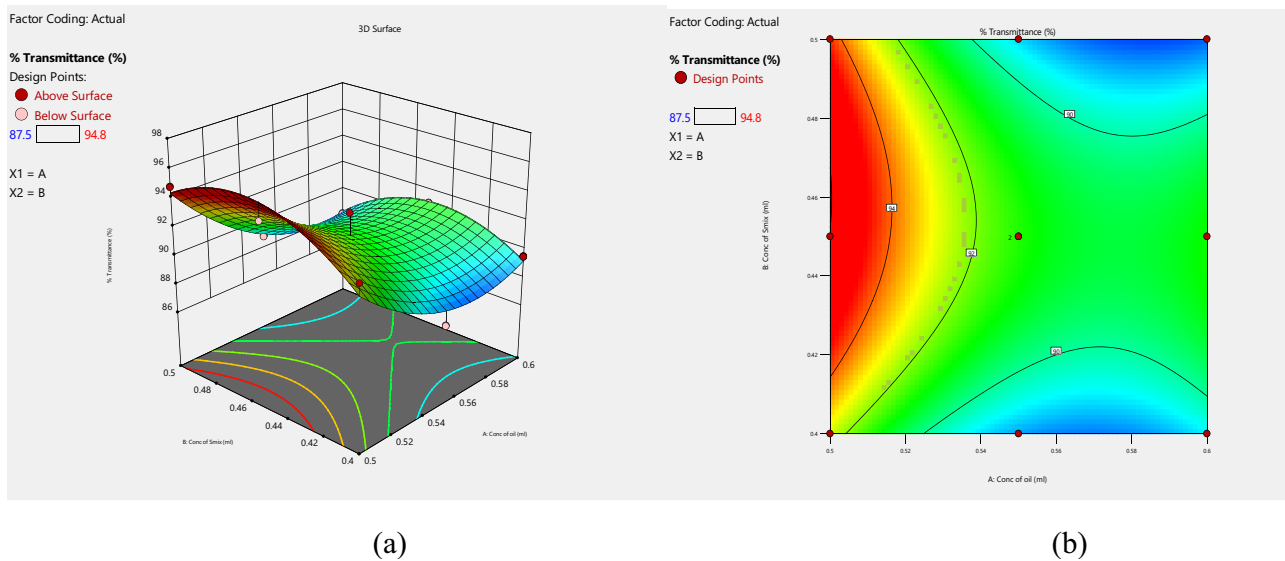 Factor Coding: Actual
3D Surface
% Transmittance (%)
Design Points:
Above Surface
Below Surface
87.5 94.8
X1 = A
X2 = B
98
96
94
92
90
88
86
% Transmittance (%)
0.5
0.48
0.46
0.44
0.42
0.4
B: Conc of Smix (ml)
0.6
0.58
0.56
0.54
0.52
0.5
A: Conc of oil (ml)
(a)
Factor Coding: Actual
% Transmittance (%)
% Transmittance (%)
Design Points
87.5 94.8
X1 = A
X2 = B
0.5
0.48
0.46
0.44
0.42
0.4
B: Conc of Smix (ml)
90
94
2
92
90
0.5 0.52 0.54 0.56 0.58 0.6
A: Conc of oil (ml)
(b)